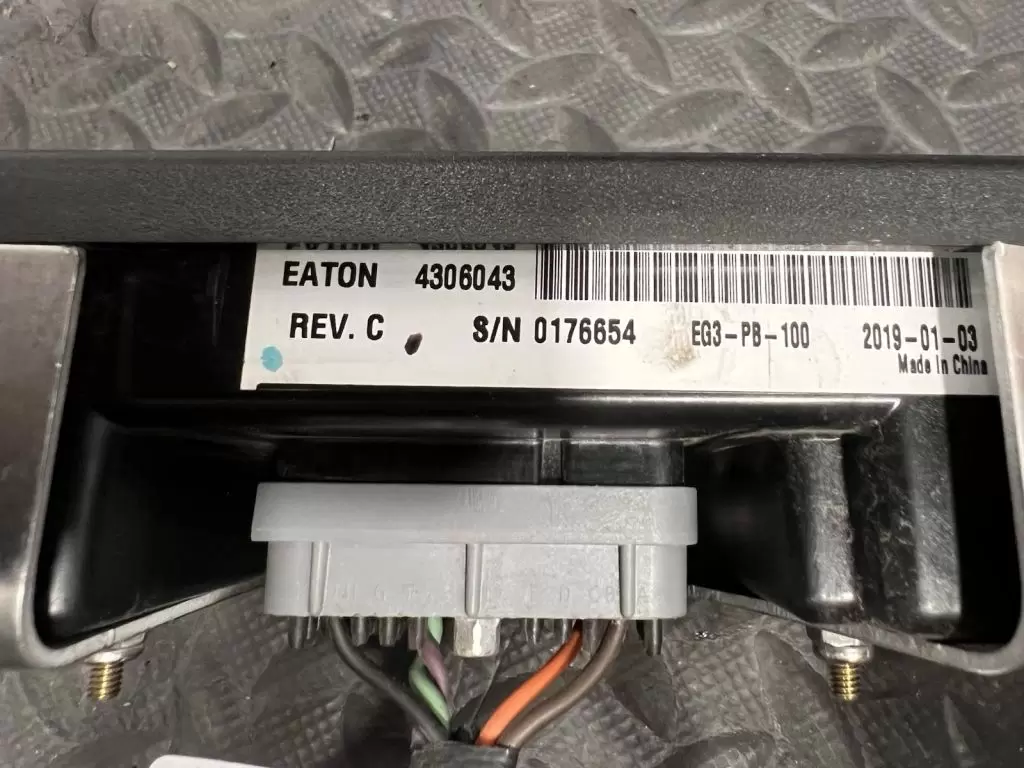 EATON 4306043
REV. C S/N 0176654 EG3-PB-100 2019-01-03
Made in China